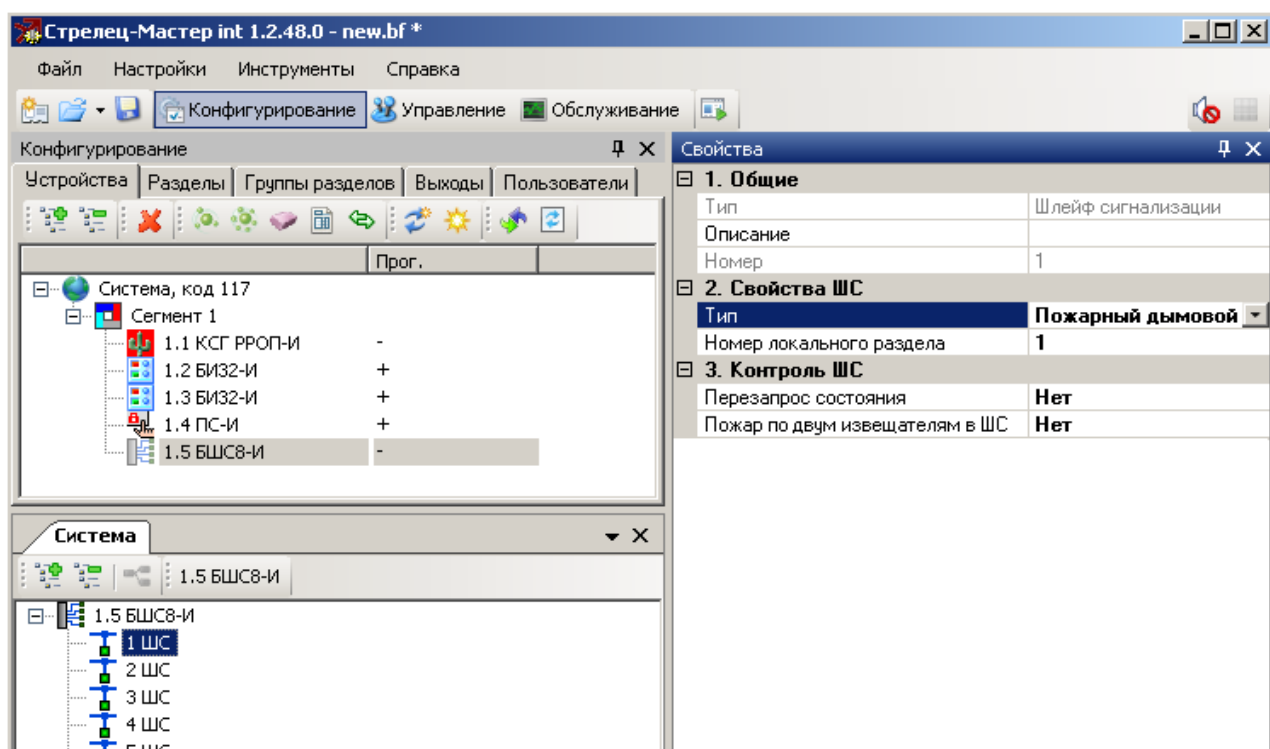 Стрелец-Мастер int 1.2.48.0 - new.bf *
Файл Настройки Инструменты Справка
Конфигурирование Управление Обслуживание
Конфигурирование
Устройства Разделы Группы разделов Выходы Пользователи
Прог.
Система, код 117
Сегмент 1
1.1 КСГ РРОП-И -
1.2 БИ32-И +
1.3 БИ32-И +
1.4 ПС-И +
1.5 БШС8-И -
Система
1.5 БШС8-И
1.5 БШС8-И
1 ШС
2 ШС
3 ШС
4 ШС
5 ШС
Свойства
1. Общие
Тип Шлейф сигнализации
Описание
Номер 1
2. Свойства ШС
Тип Пожарный дымовой
Номер локального раздела 1
3. Контроль ШС
Перезапрос состояния Нет
Пожар по двум извещателям в ШС Нет